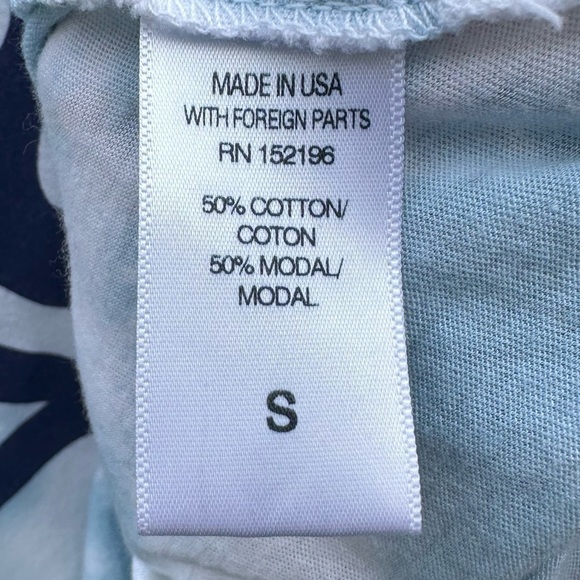 MADE IN USA
WITH FOREIGN PARTS
RN 152196
50% COTTON/
COTON
50% MODAL/
MODAL
S